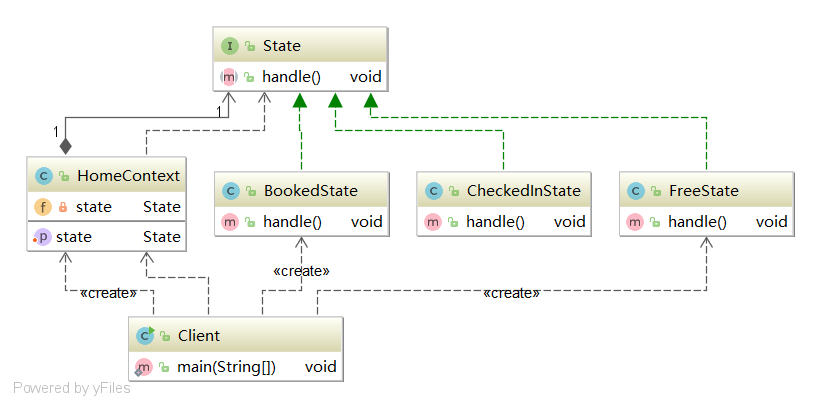 I State
m handle() void
1
1
C HomeContext
f state State
p state State
C BookedState
m handle() void
C CheckedInState
m handle() void
C FreeState
m handle() void
«create»
«create»
«create»
C Client
m main(String[]) void
Powered by yFiles